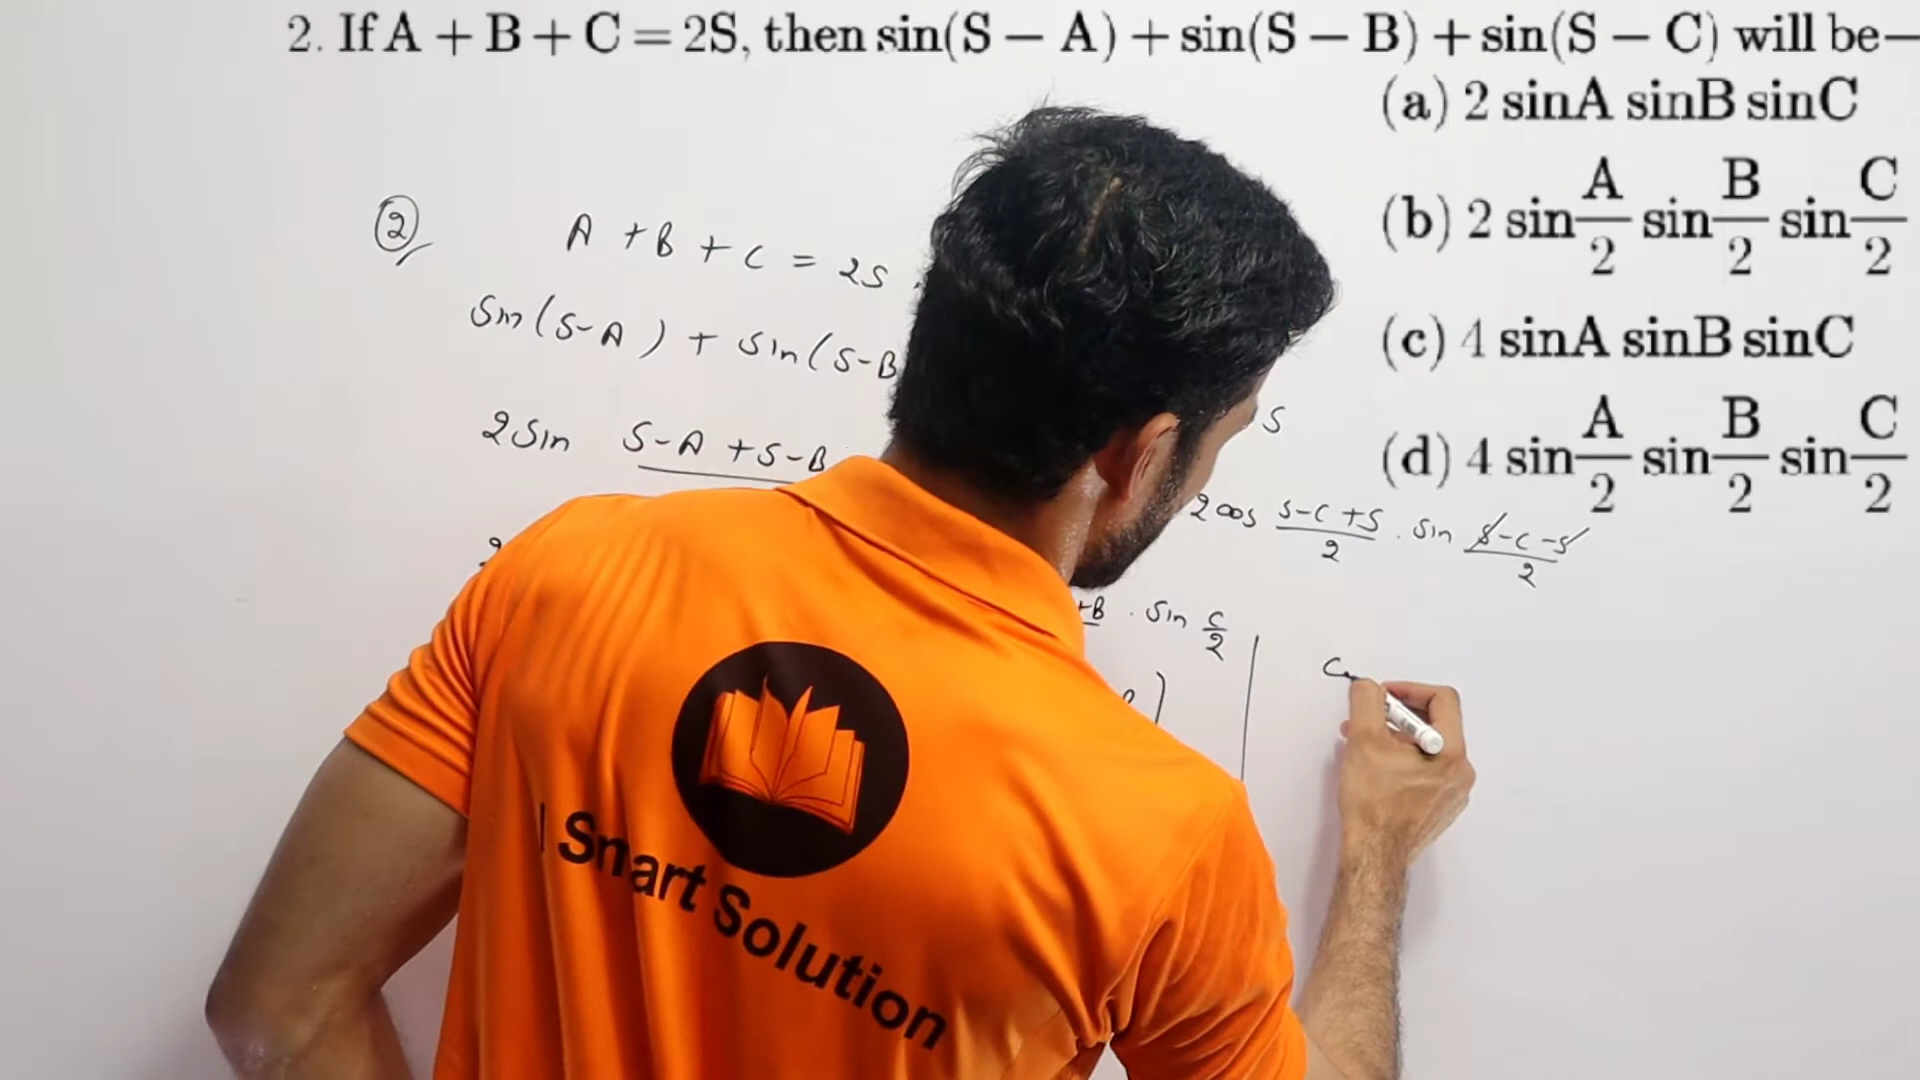 2. If A + B + C = 2S, then sin(S − A) + sin(S − B) + sin(S − C) will be−
(a) 2 sinA sinB sinC
(b) 2 sin A/2 sin B/2 sin C/2
(c) 4 sinA sinB sinC
(d) 4 sin A/2 sin B/2 sin C/2
2
A + B + C = 2S
Sin(S-A) + Sin(S-B
S
2Sin S-A + S-B
2cos S-C+S/2 . Sin S-C-S/2
2
+B . Sin C/2
)
I Smart Solution